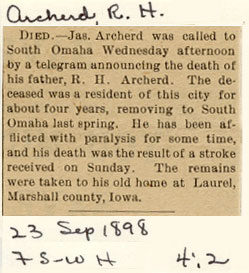 Archerd, R. H.
DIED.—Jas. Archerd was called to
South Omaha Wednesday afternoon
by a telegram announcing the death of
his father, R. H. Archerd. The de-
ceased was a resident of this city for
about four years, removing to South
Omaha last spring. He has been af-
flicted with paralysis for some time,
and his death was the result of a stroke
received on Sunday. The remains
were taken to his old home at Laurel,
Marshall county, Iowa.
23 Sep 1898
7 S-W H 4:2